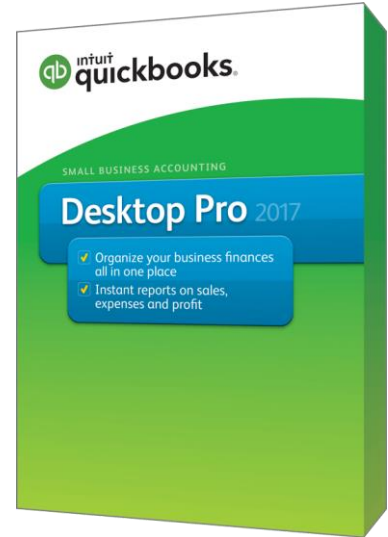 intuit
qb quickbooks.
SMALL BUSINESS ACCOUNTING
Desktop Pro 2017
Organize your business finances
all in one place
Instant reports on sales,
expenses and profit